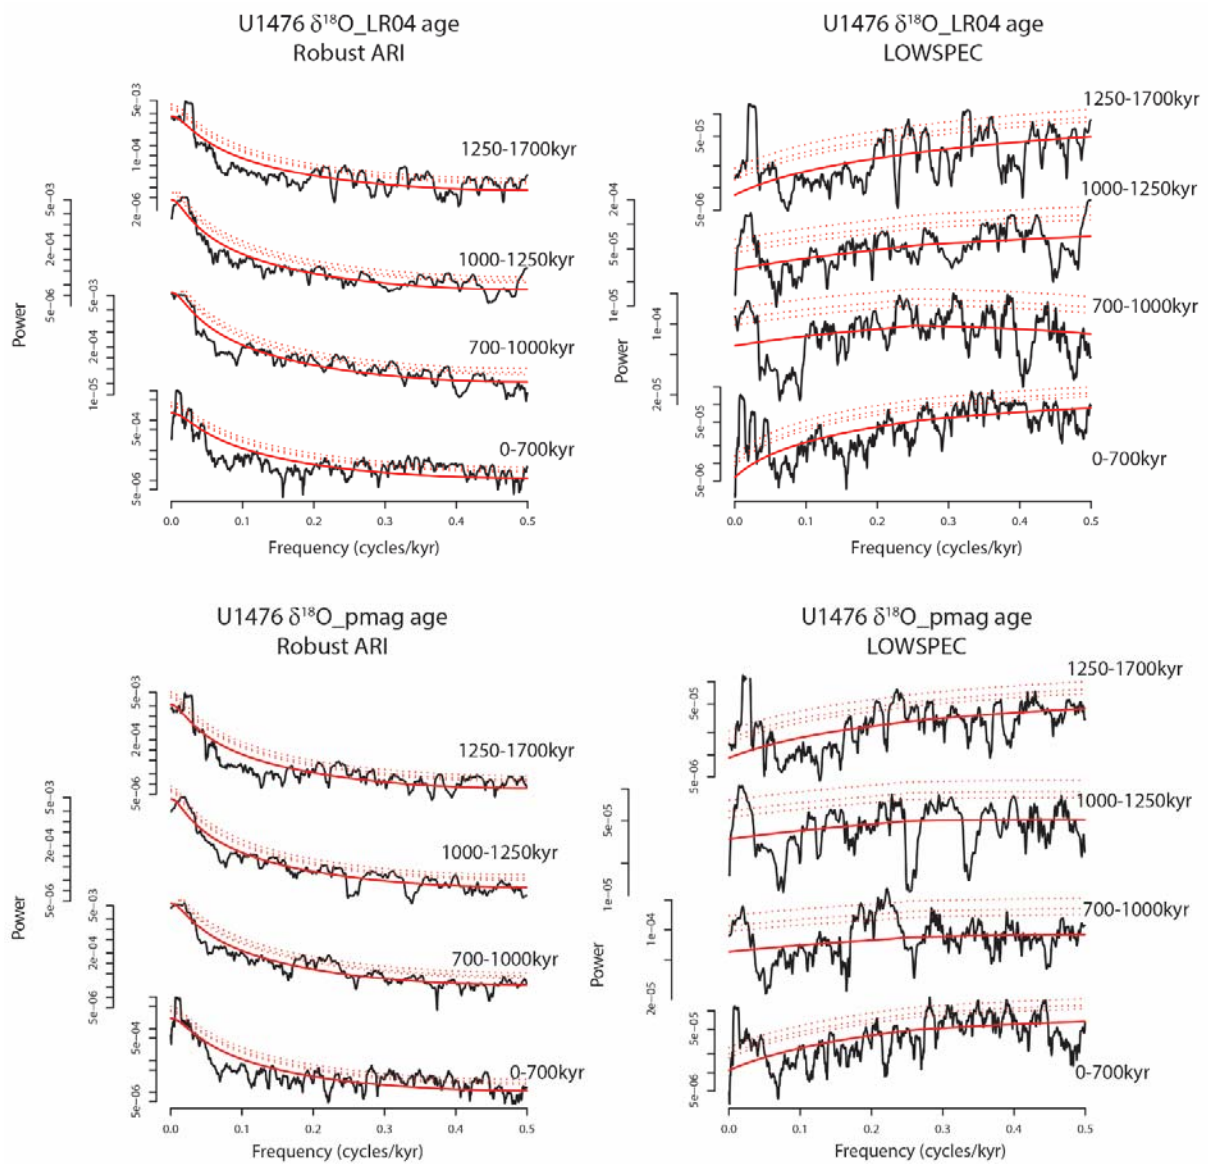 U1476 δ¹⁸O_LR04 age
Robust ARI
5e−03
1e−04
2e−06
1250-1700kyr
5e−03
2e−04
5e−06
1000-1250kyr
5e−03
2e−04
1e−05
700-1000kyr
5e−04
5e−06
0-700kyr
Power
0.0 0.1 0.2 0.3 0.4 0.5
Frequency (cycles/kyr)
U1476 δ¹⁸O_LR04 age
LOWSPEC
1250-1700kyr
5e−05
5e−06
1000-1250kyr
2e−04
5e−05
1e−05
700-1000kyr
1e−04
2e−05
5e−05
5e−06
0-700kyr
Power
0.0 0.1 0.2 0.3 0.4 0.5
Frequency (cycles/kyr)
U1476 δ¹⁸O_pmag age
Robust ARI
5e−03
2e−04
5e−06
1250-1700kyr
5e−03
2e−04
5e−06
1000-1250kyr
5e−03
2e−04
5e−06
700-1000kyr
5e−04
5e−06
0-700kyr
Power
0.0 0.1 0.2 0.3 0.4 0.5
Frequency (cycles/kyr)
U1476 δ¹⁸O_pmag age
LOWSPEC
1250-1700kyr
5e−05
5e−06
1000-1250kyr
5e−05
1e−05
700-1000kyr
1e−04
2e−05
5e−05
5e−06
0-700kyr
Power
0.0 0.1 0.2 0.3 0.4 0.5
Frequency (cycles/kyr)